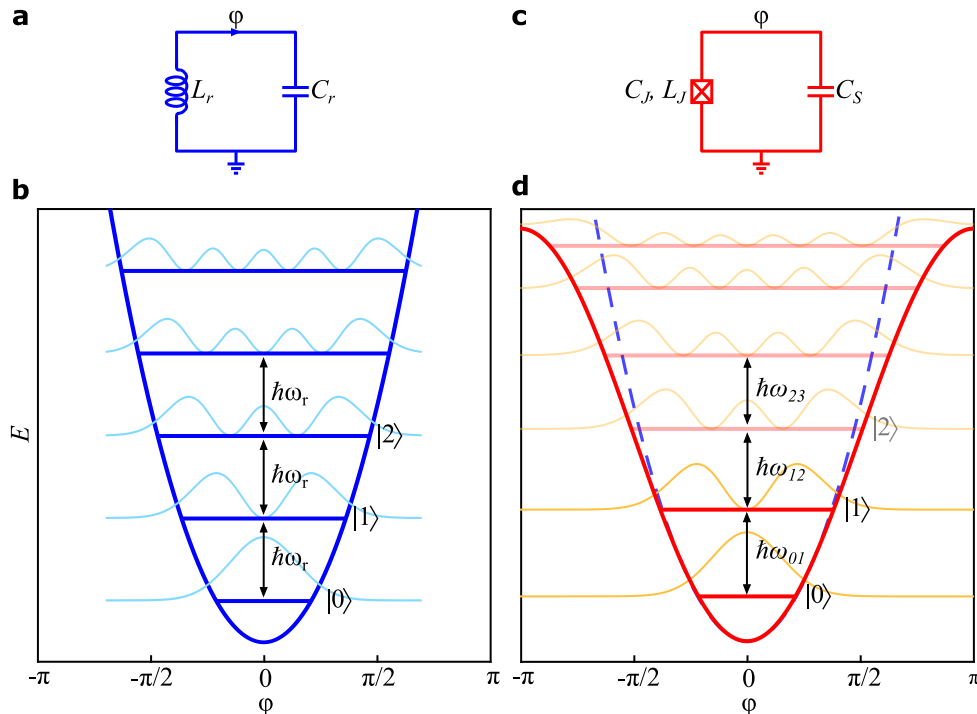 a
φ
L_r
C_r
b
E
ħω_r
ħω_r
ħω_r
|2⟩
|1⟩
|0⟩
-π
-π/2
0
π/2
π
φ
c
φ
C_J, L_J
C_S
d
ħω_23
ħω_12
ħω_01
|2⟩
|1⟩
|0⟩
-π
-π/2
0
π/2
π
φ